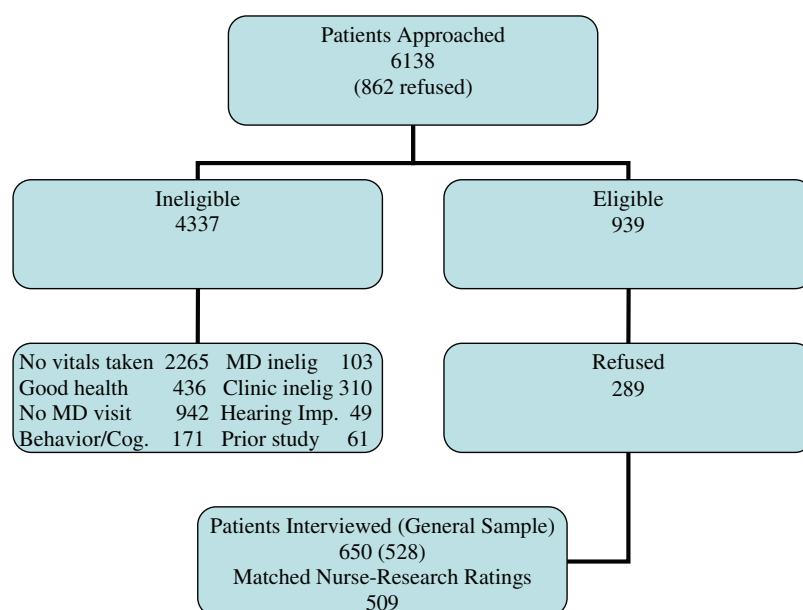 Patients Approached
6138
(862 refused)
Ineligible
4337
Eligible
939
No vitals taken 2265 MD inelig 103
Good health 436 Clinic inelig 310
No MD visit 942 Hearing Imp. 49
Behavior/Cog. 171 Prior study 61
Refused
289
Patients Interviewed (General Sample)
650 (528)
Matched Nurse-Research Ratings
509